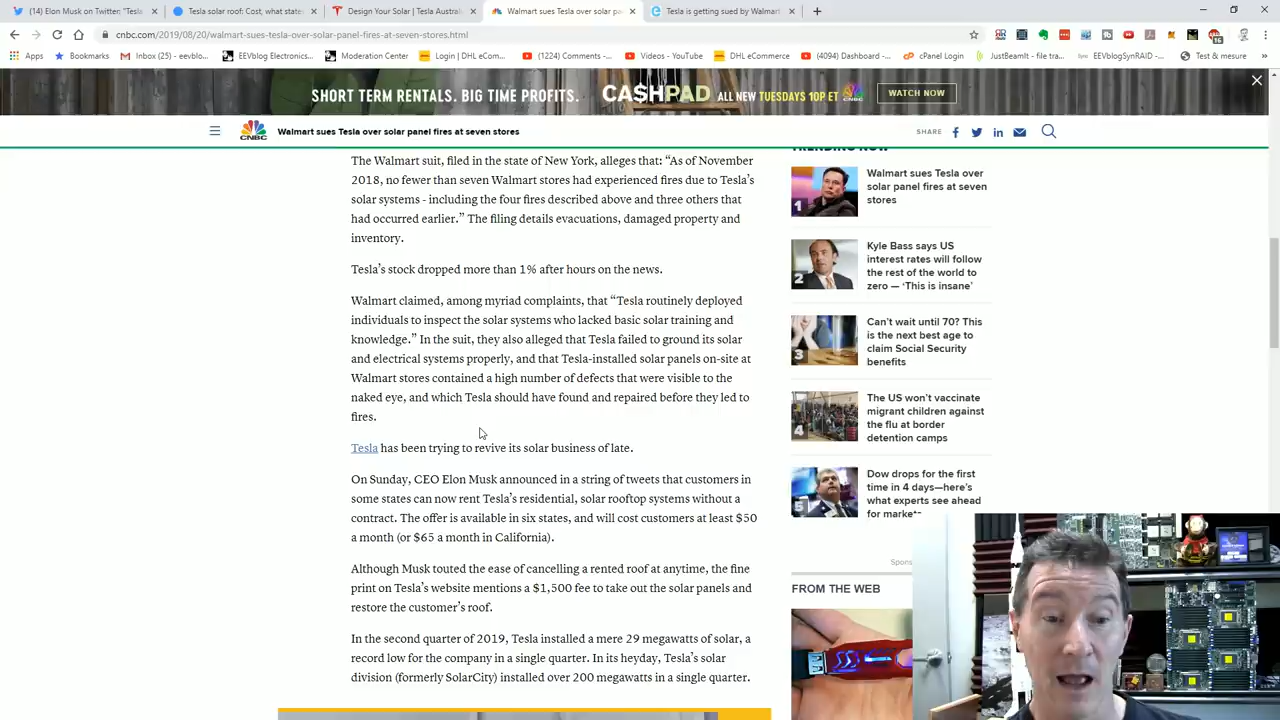 (14) Elon Musk on Twitter: "Tesla
Tesla solar roof: Cost, what state
Design Your Solar | Tesla Austral
Walmart sues Tesla over solar pa
Tesla is getting sued by Walmart
cnbc.com/2019/08/20/walmart-sues-tesla-over-solar-panel-fires-at-seven-stores.html
Apps
Bookmarks
Inbox (15) - eevblo...
EEVblog Electronics...
Moderation Center
Login | DHL eCom...
(1224) Comments -...
Videos - YouTube
DHL eCommerce
(4094) Dashboard -...
cPanel Login
JustBeamIt - file tra...
EEVBlogSynRAID -...
Test & mesure
SHORT TERM RENTALS. BIG TIME PROFITS.
CA$HPAD
ALL NEW TUESDAYS 10P ET
WATCH NOW
CNBC
Walmart sues Tesla over solar panel fires at seven stores
SHARE
TRENDING NOW
The Walmart suit, filed in the state of New York, alleges that: “As of November
2018, no fewer than seven Walmart stores had experienced fires due to Tesla’s
solar systems - including the four fires described above and three others that
had occurred earlier.” The filing details evacuations, damaged property and
inventory.
Tesla’s stock dropped more than 1% after hours on the news.
Walmart claimed, among myriad complaints, that “Tesla routinely deployed
individuals to inspect the solar systems who lacked basic solar training and
knowledge.” In the suit, they also alleged that Tesla failed to ground its solar
and electrical systems properly, and that Tesla-installed solar panels on-site at
Walmart stores contained a high number of defects that were visible to the
naked eye, and which Tesla should have found and repaired before they led to
fires.
Tesla has been trying to revive its solar business of late.
On Sunday, CEO Elon Musk announced in a string of tweets that customers in
some states can now rent Tesla’s residential, solar rooftop systems without a
contract. The offer is available in six states, and will cost customers at least $50
a month (or $65 a month in California).
Although Musk touted the ease of cancelling a rented roof at anytime, the fine
print on Tesla’s website mentions a $1,500 fee to take out the solar panels and
restore the customer’s roof.
In the second quarter of 2019, Tesla installed a mere 29 megawatts of solar, a
record low for the company in a single quarter. In its heyday, Tesla’s solar
division (formerly SolarCity) installed over 200 megawatts in a single quarter.
1
Walmart sues Tesla over
solar panel fires at seven
stores
2
Kyle Bass says US
interest rates will follow
the rest of the world to
zero — ‘This is insane’
3
Can’t wait until 70? This
is the next best age to
claim Social Security
benefits
4
The US won’t vaccinate
migrant children against
the flu at border
detention camps
5
Dow drops for the first
time in 4 days—here’s
what experts see ahead
for market
Spons
FROM THE WEB